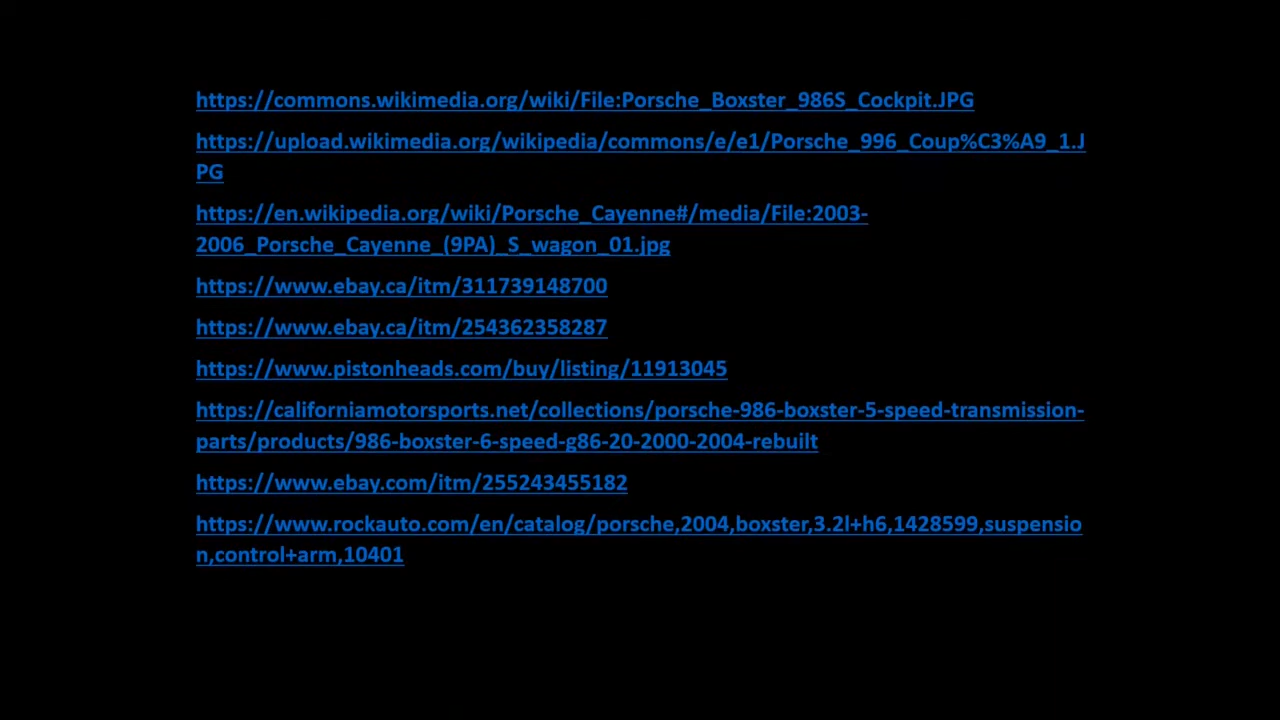 https://commons.wikimedia.org/wiki/File:Porsche_Boxster_986S_Cockpit.JPG
https://upload.wikimedia.org/wikipedia/commons/e/e1/Porsche_996_Coup%C3%A9_1.J
PG
https://en.wikipedia.org/wiki/Porsche_Cayenne#/media/File:2003-
2006_Porsche_Cayenne_(9PA)_S_wagon_01.jpg
https://www.ebay.ca/itm/311739148700
https://www.ebay.ca/itm/254362358287
https://www.pistonheads.com/buy/listing/11913045
https://californiamotorsports.net/collections/porsche-986-boxster-5-speed-transmission-
parts/products/986-boxster-6-speed-g86-20-2000-2004-rebuilt
https://www.ebay.com/itm/255243455182
https://www.rockauto.com/en/catalog/porsche,2004,boxster,3.2l+h6,1428599,suspensio
n,control+arm,10401